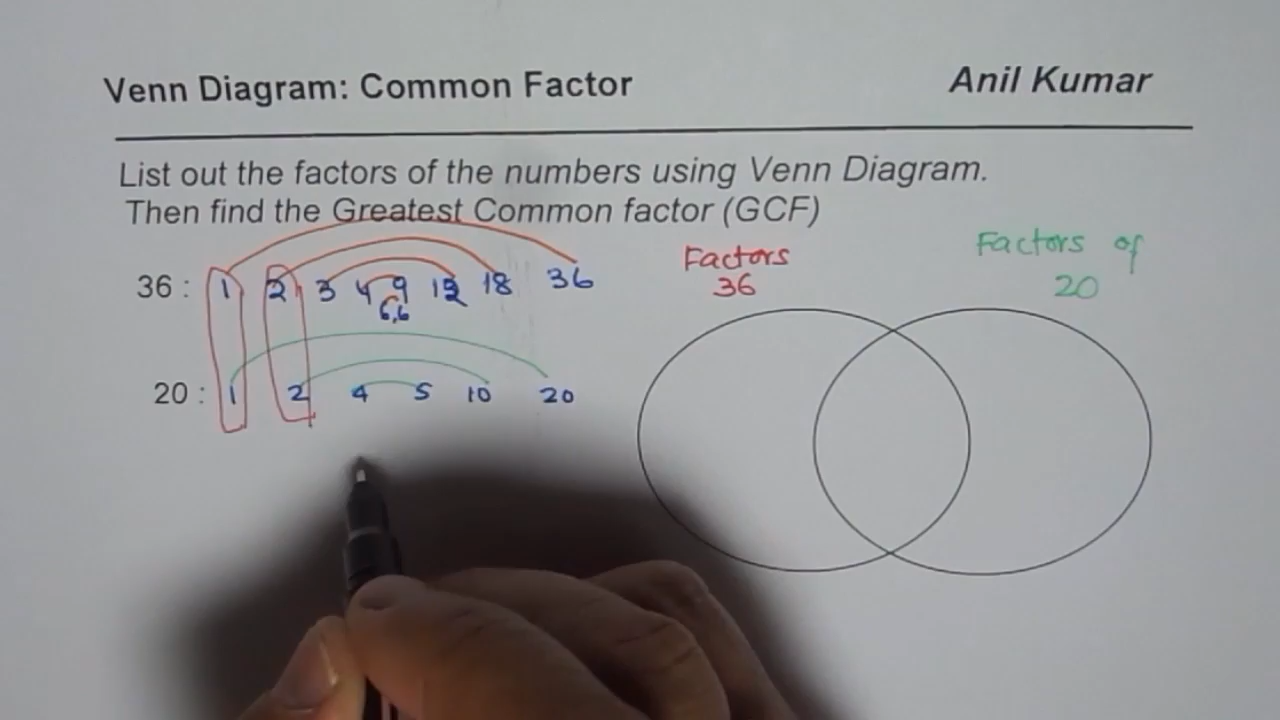 Venn Diagram: Common Factor
Anil Kumar
List out the factors of the numbers using Venn Diagram.
Then find the Greatest Common factor (GCF)
36 : 1 2 3 4 9 12 18 36
6,6
20 : 1 2 4 5 10 20
Factors
36
Factors of
20